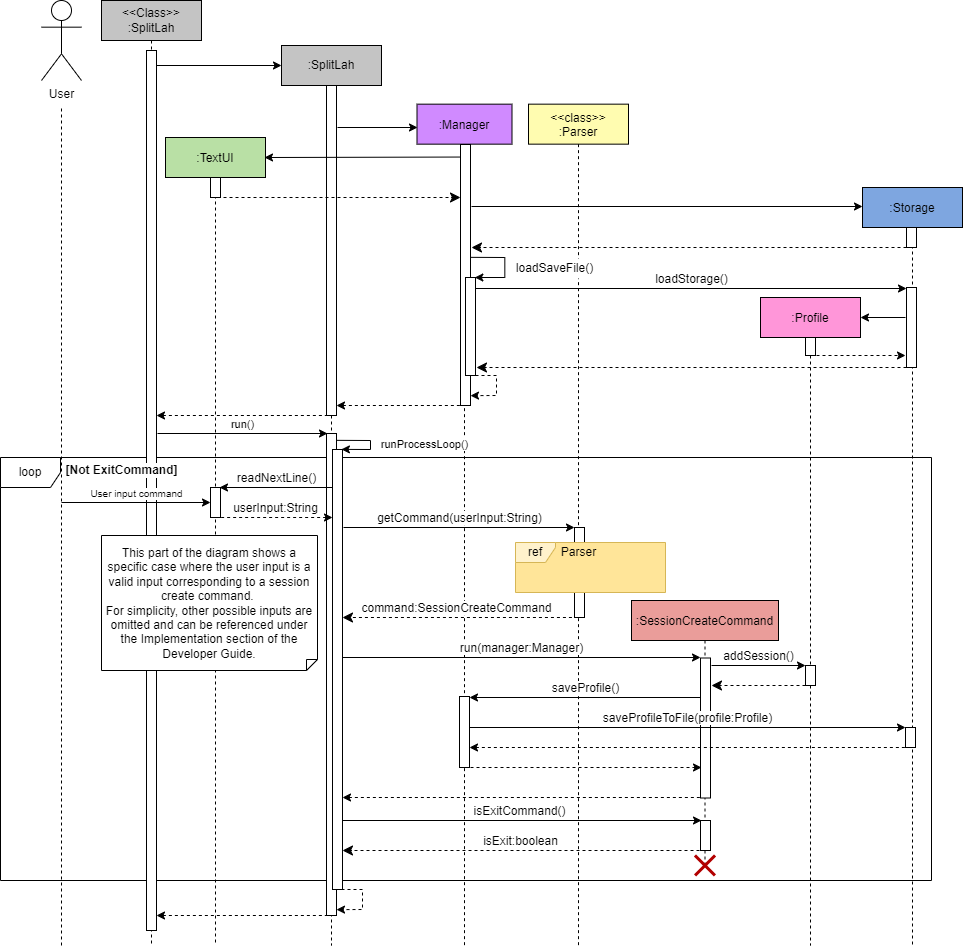 <<Class>>
:SplitLah
:SplitLah
User
:Manager
<<class>>
:Parser
:TextUI
:Storage
loadSaveFile()
loadStorage()
:Profile
run()
runProcessLoop()
loop
[Not ExitCommand]
readNextLine()
User input command
userInput:String
getCommand(userInput:String)
This part of the diagram shows a
specific case where the user input is a
valid input corresponding to a session
create command.
For simplicity, other possible inputs are
omitted and can be referenced under
the Implementation section of the
Developer Guide.
ref
Parser
command:SessionCreateCommand
:SessionCreateCommand
run(manager:Manager)
addSession()
saveProfile()
saveProfileToFile(profile:Profile)
isExitCommand()
isExit:boolean